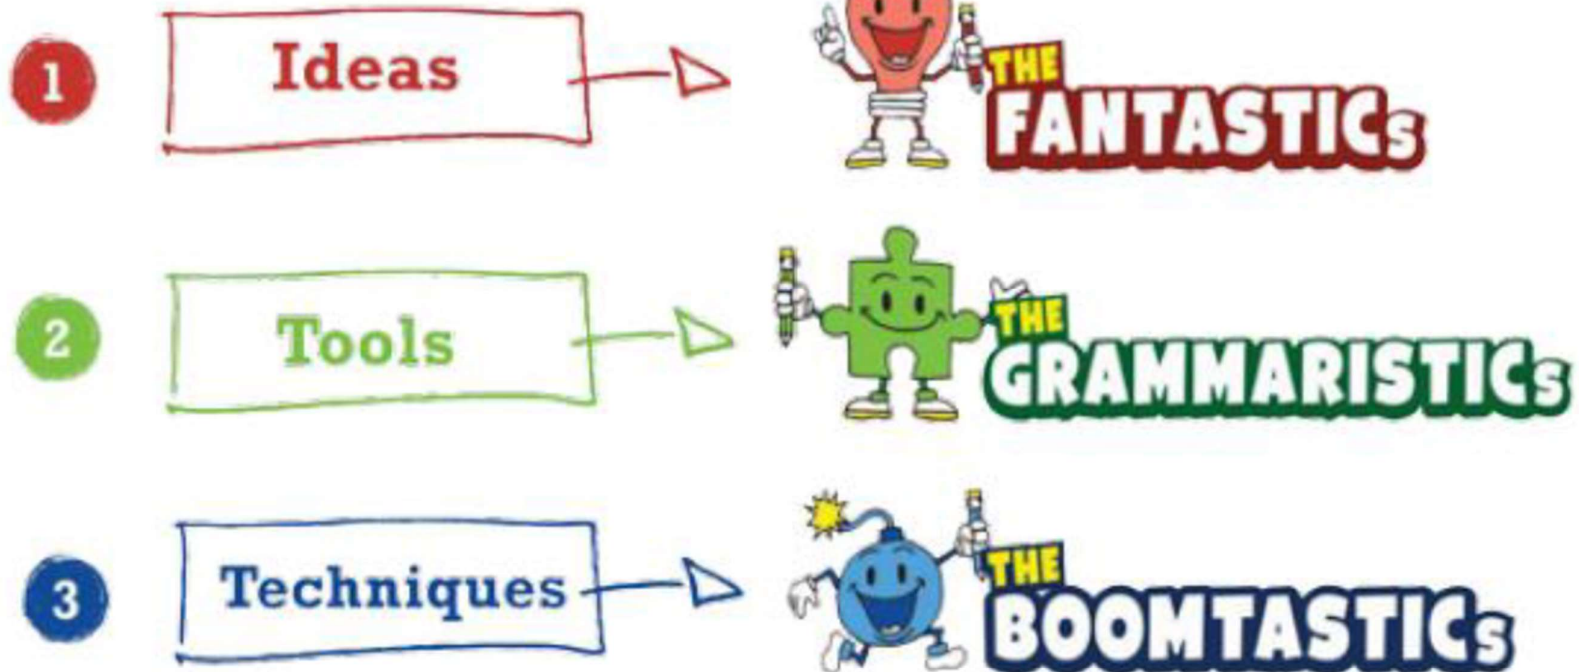 1
Ideas
THE
FANTASTICs
2
Tools
THE
GRAMMARISTICs
3
Techniques
THE
BOOMTASTICs